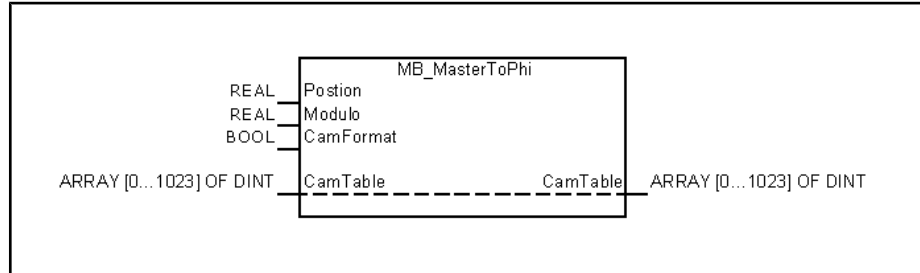 MB_MasterToPhi
REAL Postion
REAL Modulo
BOOL CamFormat
ARRAY [0...1023] OF DINT CamTable CamTable ARRAY [0...1023] OF DINT